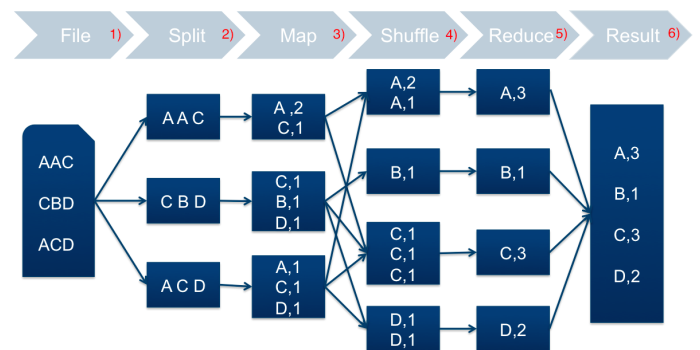 File 1)
Split 2)
Map 3)
Shuffle 4)
Reduce 5)
Result 6)
AAC
CBD
ACD
A A C
C B D
A C D
A ,2
C,1
C,1
B,1
D,1
A,1
C,1
D,1
A,2
A,1
B,1
C,1
C,1
C,1
D,1
D,1
A,3
B,1
C,3
D,2
A,3
B,1
C,3
D,2